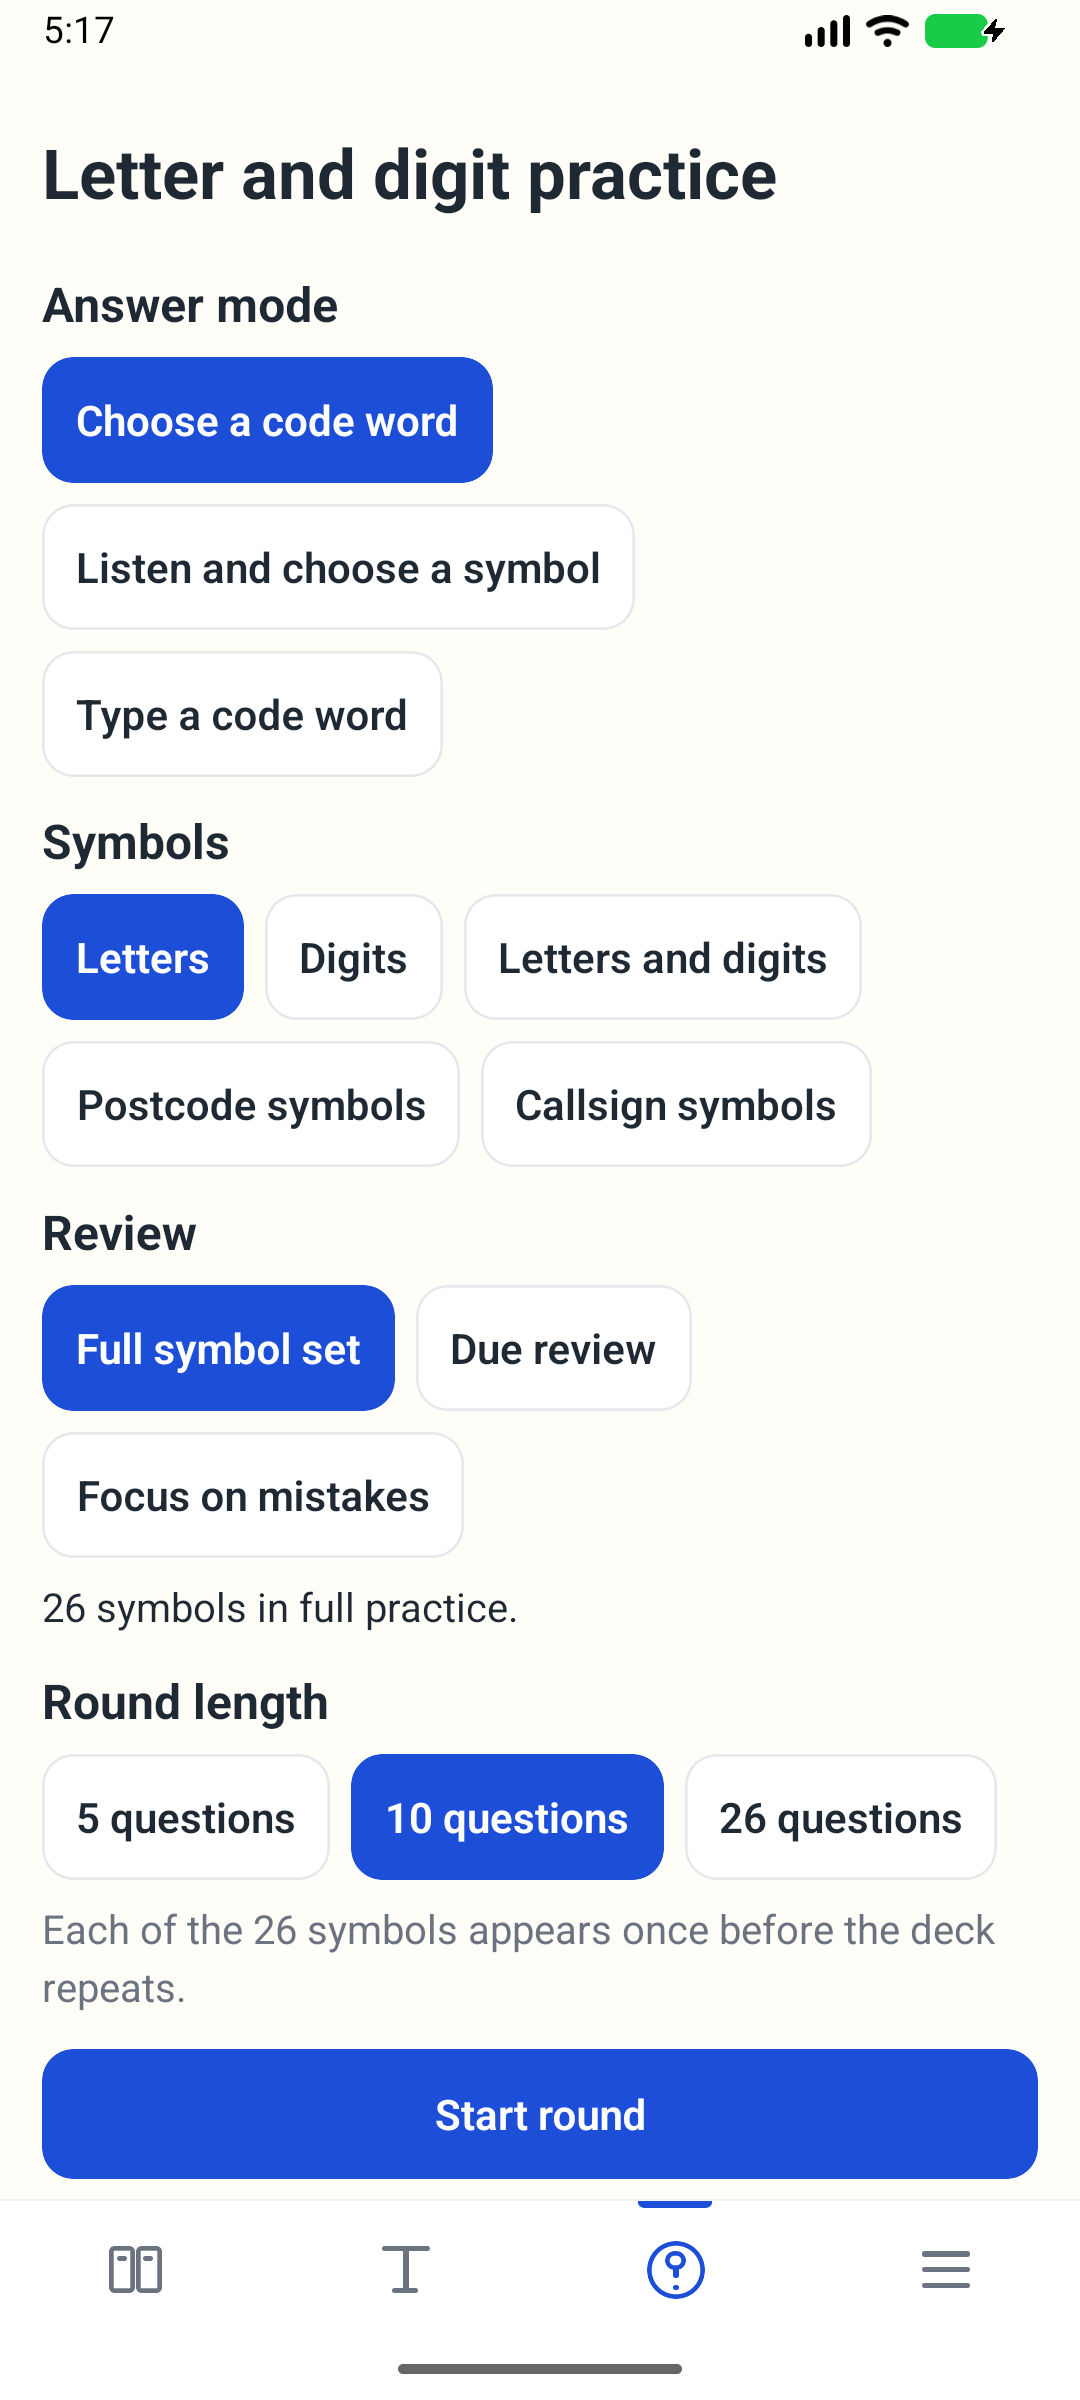 5:17
Letter and digit practice
Answer mode
Choose a code word
Listen and choose a symbol
Type a code word
Symbols
Letters
Digits
Letters and digits
Postcode symbols
Callsign symbols
Review
Full symbol set
Due review
Focus on mistakes
26 symbols in full practice.
Round length
5 questions
10 questions
26 questions
Each of the 26 symbols appears once before the deck
repeats.
Start round